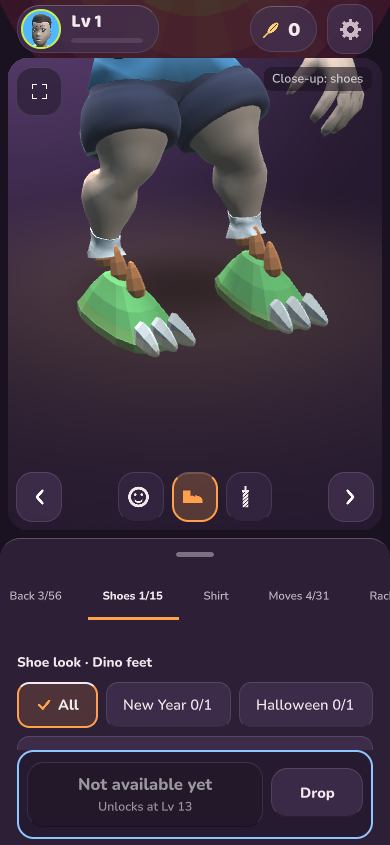 Lv 1
0
Close-up: shoes
Back 3/56
Shoes 1/15
Shirt
Moves 4/31
Shoe look · Dino feet
All
New Year 0/1
Halloween 0/1
Not available yet
Unlocks at Lv 13
Drop